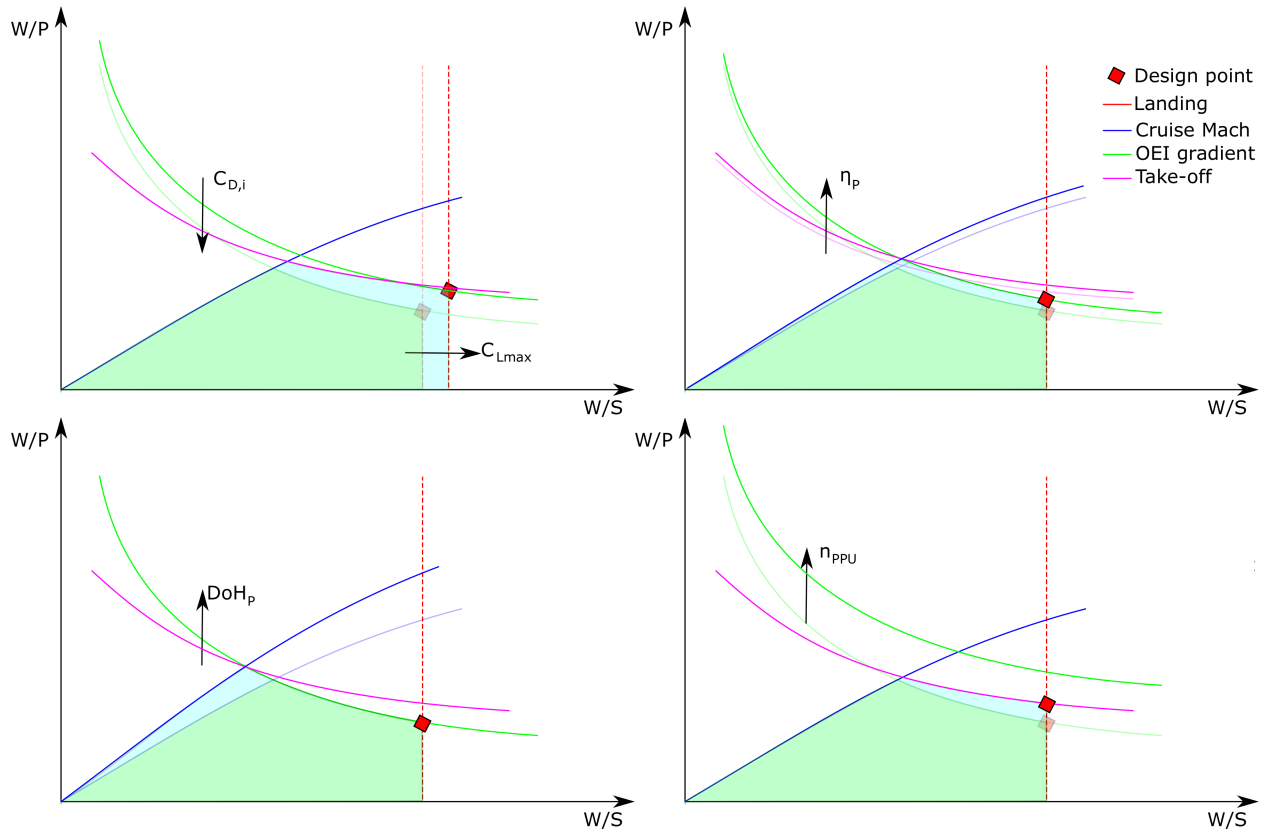 W/P
C_D,i
C_Lmax
W/S
W/P
η_P
Design point
Landing
Cruise Mach
OEI gradient
Take-off
W/S
W/P
DoH_P
W/S
W/P
n_PPU
W/S